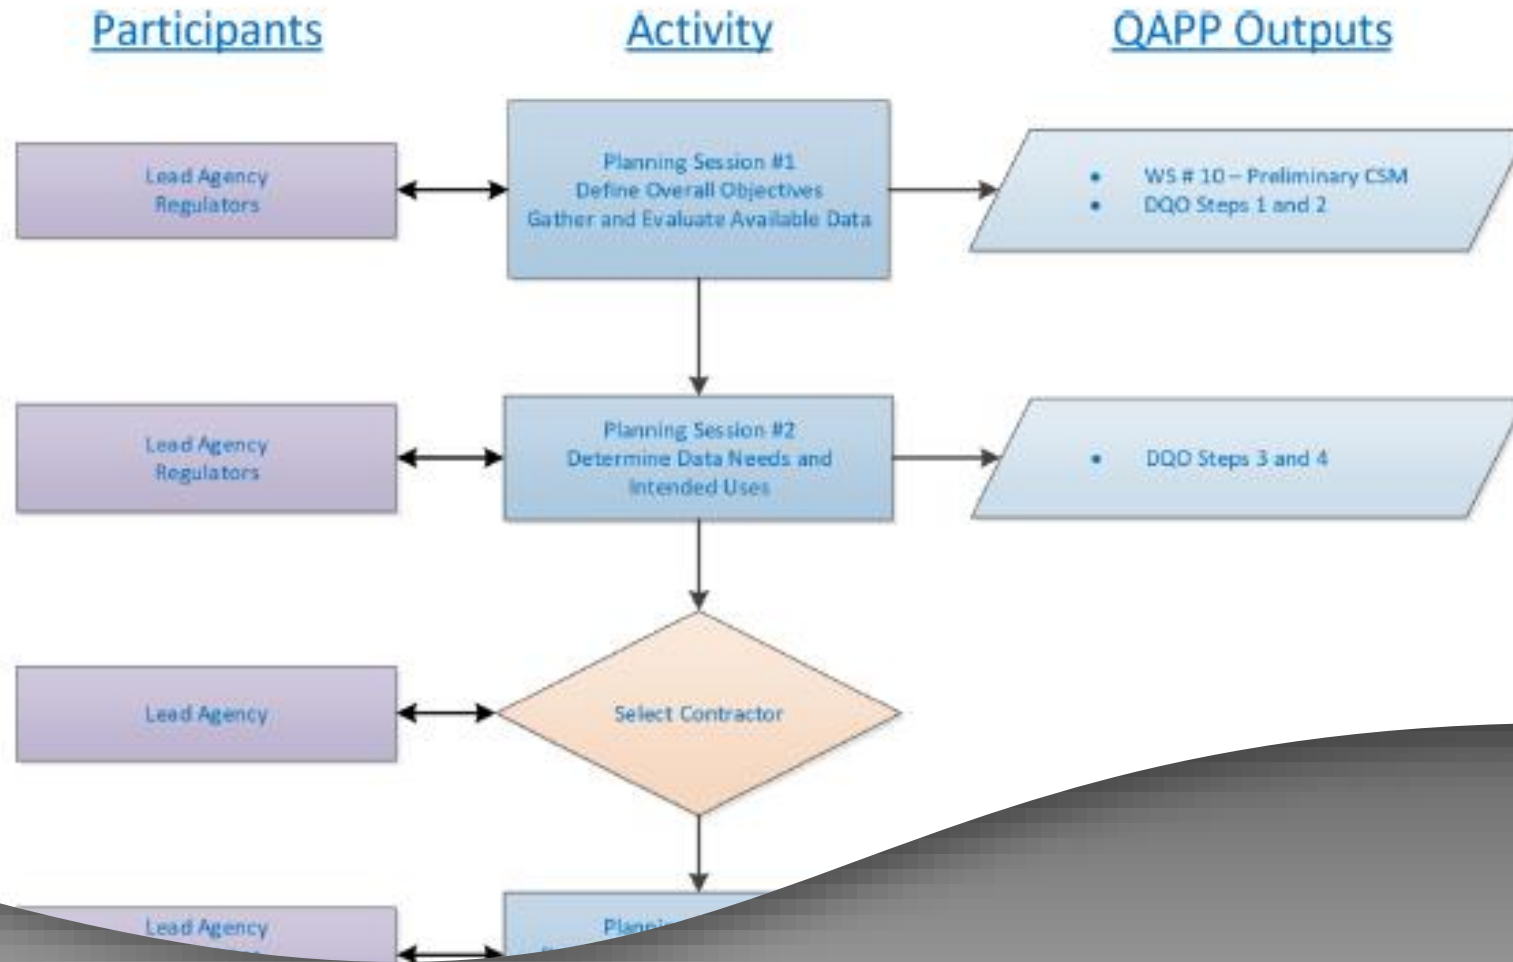 Participants
Activity
QAPP Outputs
Lead Agency
Regulators
Planning Session #1
Define Overall Objectives
Gather and Evaluate Available Data
• WS # 10 – Preliminary CSM
• DQO Steps 1 and 2
Lead Agency
Regulators
Planning Session #2
Determine Data Needs and
Intended Uses
• DQO Steps 3 and 4
Lead Agency
Select Contractor
Lead Agency